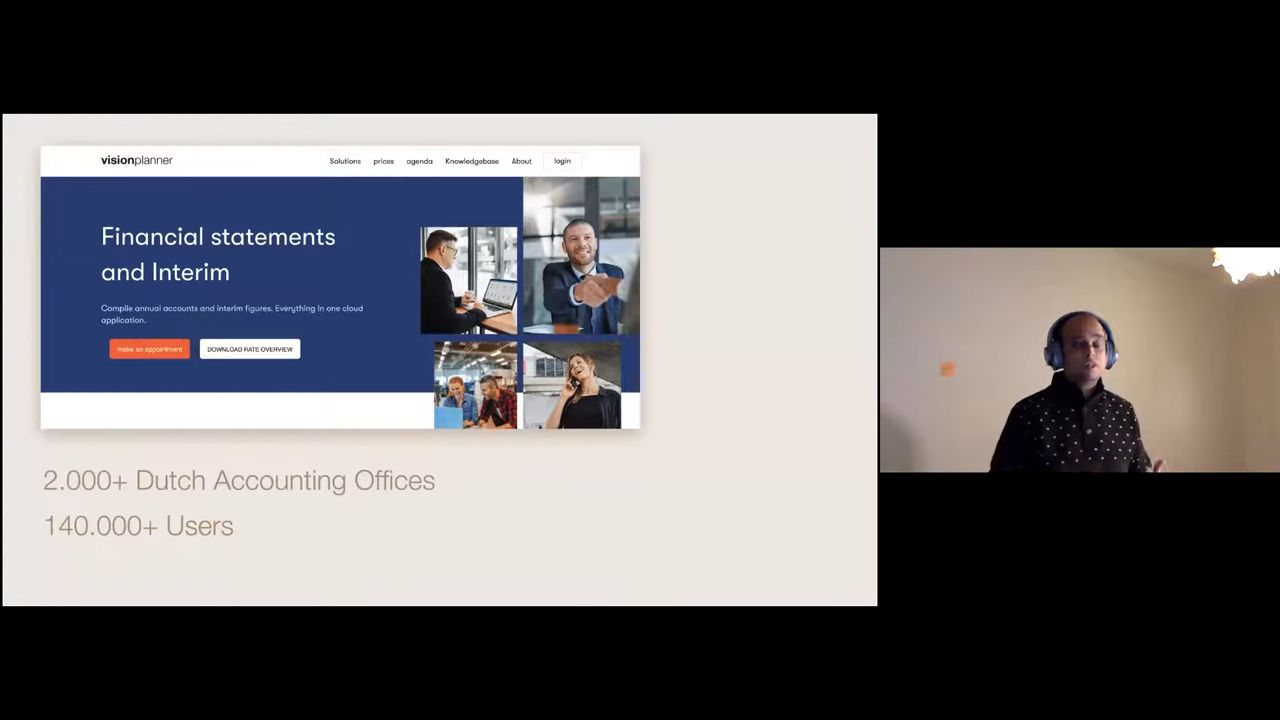 visionplanner
Solutions prices agenda Knowledgebase About login
Financial statements
and Interim
Compile annual accounts and interim figures. Everything in one cloud
application.
make an appointment DOWNLOAD RATE OVERVIEW
2.000+ Dutch Accounting Offices
140.000+ Users